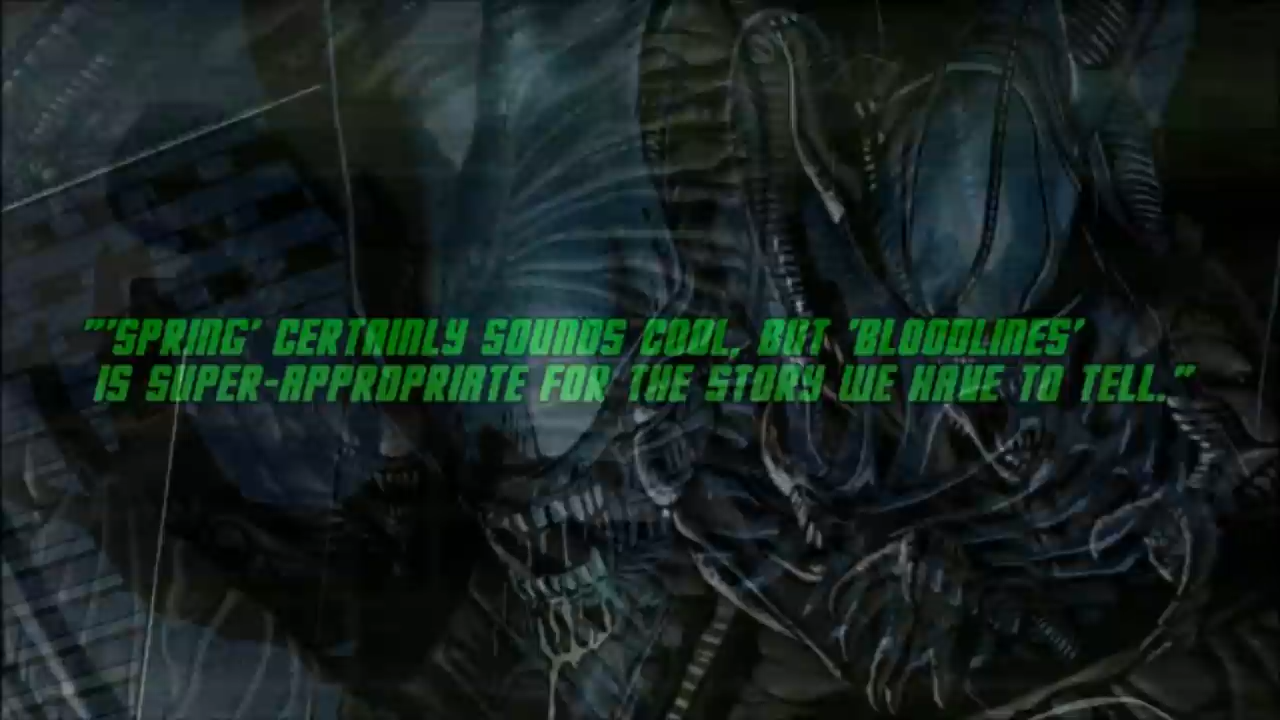 "'SPRING' CERTAINLY SOUNDS COOL, BUT 'BLOODLINES'
IS SUPER-APPROPRIATE FOR THE STORY WE HAVE TO TELL."